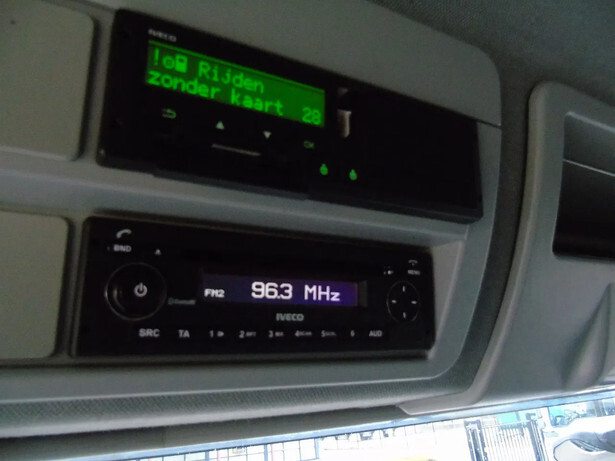 IVECO
! Rijden
zonder kaart 28
OK
BND
MENU
FM2 96.3 MHz
IVECO
SRC TA 1 2 3 4 5 6 AUD